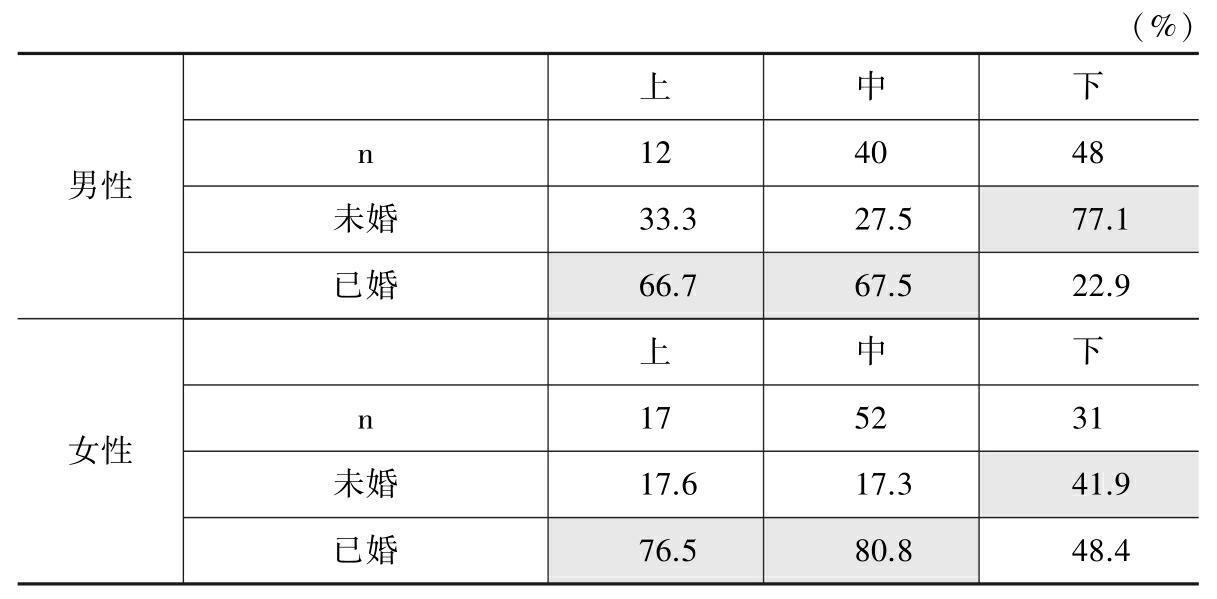 (%)
上 中 下
n 12 40 48
男性
未婚 33.3 27.5 77.1
已婚 66.7 67.5 22.9
上 中 下
n 17 52 31
女性
未婚 17.6 17.3 41.9
已婚 76.5 80.8 48.4